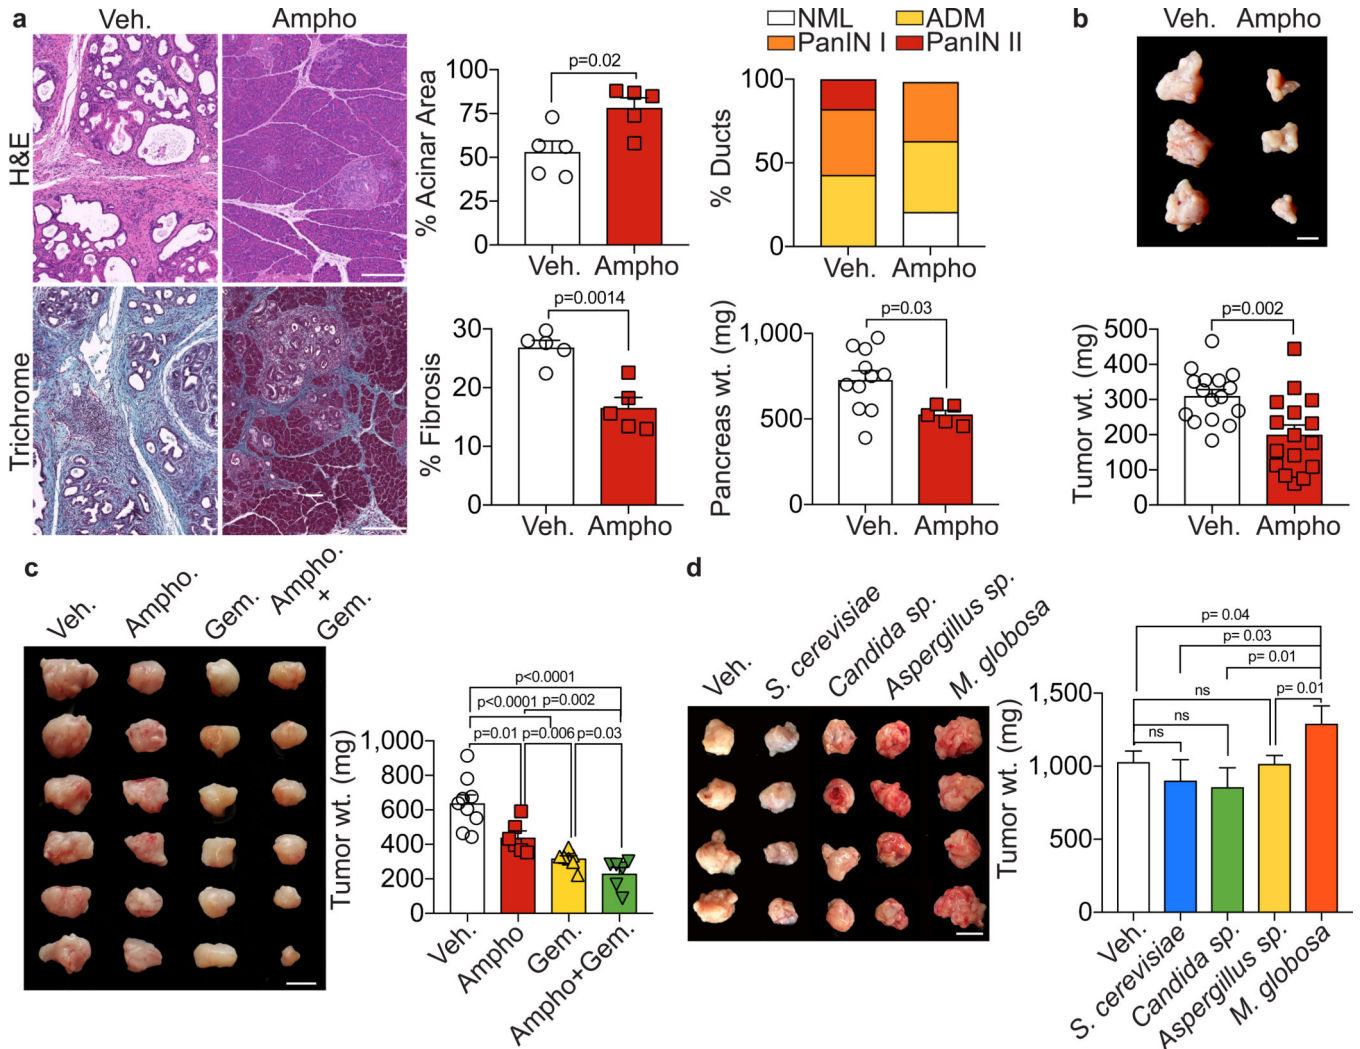 a
Veh.
Ampho
H&E
Trichrome
% Acinar Area
100
75
50
25
0
p=0.02
Veh.
Ampho
NML
ADM
PanIN I
PanIN II
% Ducts
100
50
0
Veh.
Ampho
% Fibrosis
30
20
10
0
p=0.0014
Veh.
Ampho
Pancreas wt. (mg)
1,000
500
0
p=0.03
Veh.
Ampho
b
Veh.
Ampho
Tumor wt. (mg)
500
400
300
200
100
0
p=0.002
Veh.
Ampho
c
Veh.
Ampho.
Gem.
Ampho.
+
Gem.
Tumor wt. (mg)
1,000
800
600
400
200
0
p<0.0001
p<0.0001
p=0.002
p=0.01
p=0.006
p=0.03
Veh.
Ampho
Gem.
Ampho+Gem.
d
Veh.
S. cerevisiae
Candida sp.
Aspergillus sp.
M. globosa
Tumor wt. (mg)
1,500
1,000
500
0
p= 0.04
p= 0.03
p= 0.01
ns
p= 0.01
ns
ns
Veh.
S. cerevisiae
Candida sp.
Aspergillus sp.
M. globosa